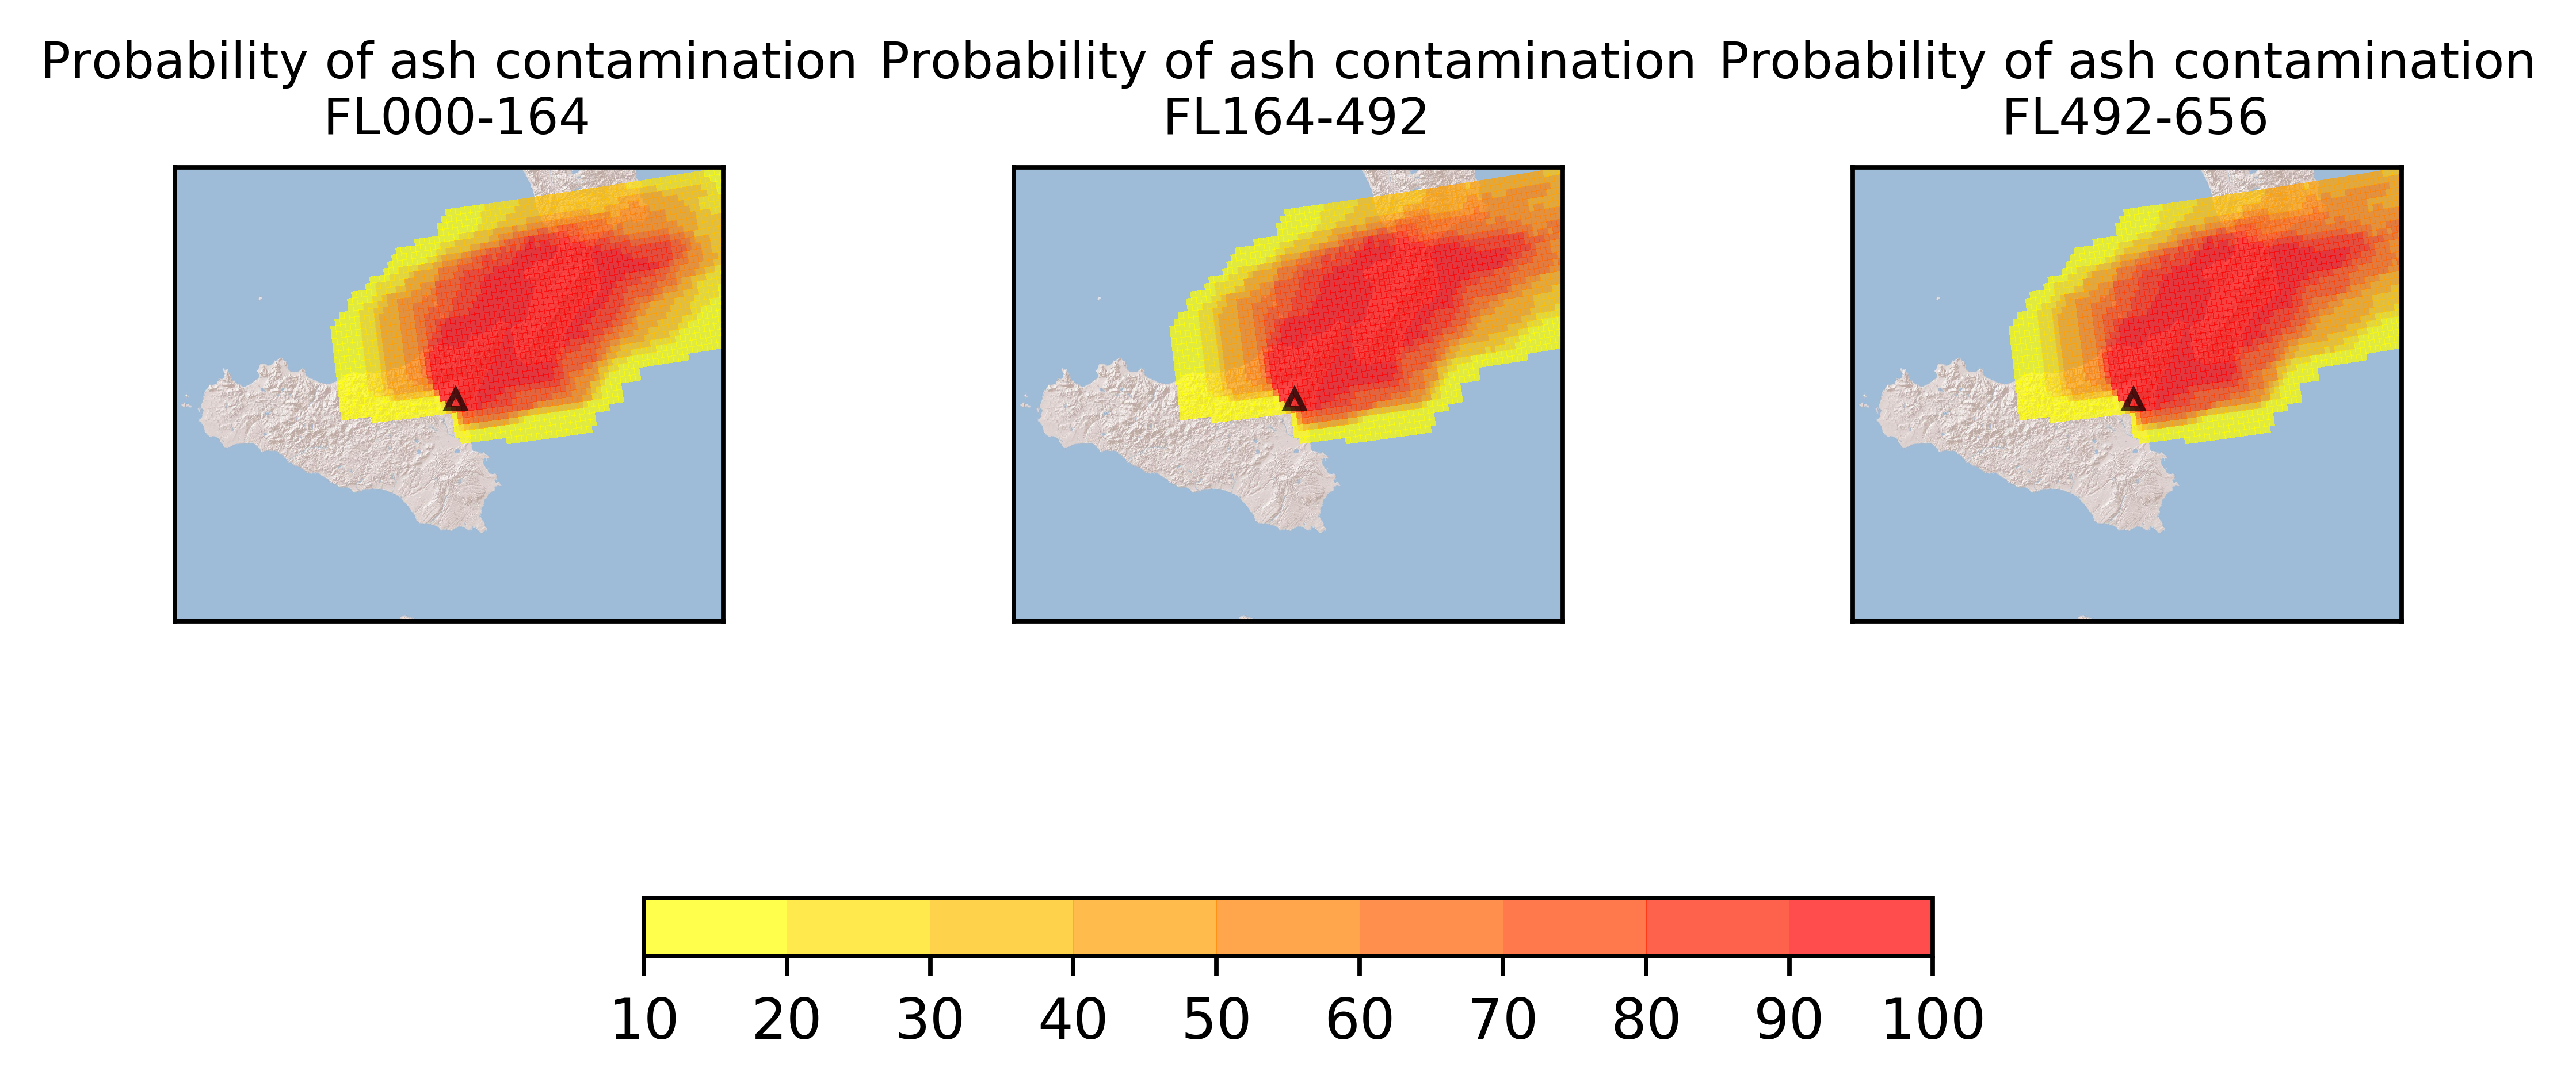 Probability of ash contamination
FL000-164
Probability of ash contamination
FL164-492
Probability of ash contamination
FL492-656
10 20 30 40 50 60 70 80 90 100